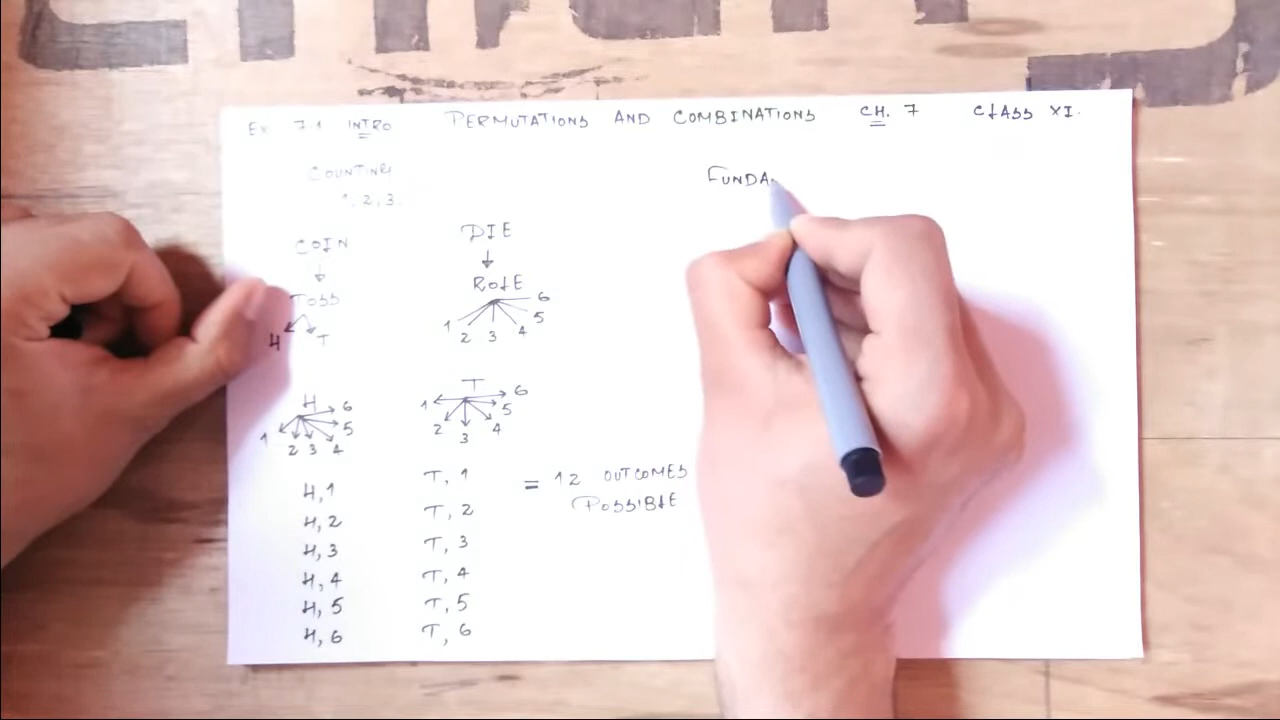 Ex 7.1 INTRO PERMUTATIONS AND COMBINATIONS CH. 7 CLASS XI.
COUNTING
1, 2, 3.
FUNDA
COIN
DIE
TOSS
ROLE
H T
1 2 3 4 5 6
H
1 2 3 4 5 6
T
1 2 3 4 5 6
H, 1 T, 1 = 12 OUTCOMES
H, 2 T, 2 POSSIBLE
H, 3 T, 3
H, 4 T, 4
H, 5 T, 5
H, 6 T, 6